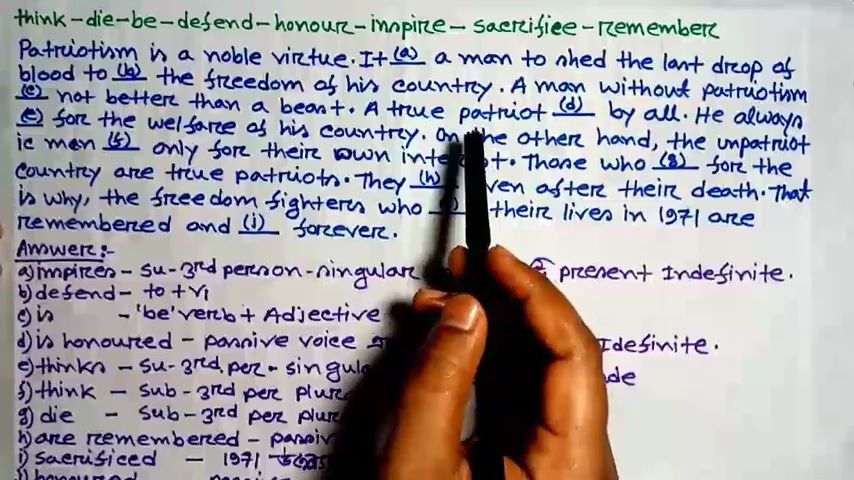 think - die - be - defend - honour - inspire - sacrifice - remember
Patriotism is a noble virtue. It (a) a man to shed the last drop of
blood to (b) the freedom of his country. A man without patriotism
(c) not better than a beast. A true patriot (d) by all. He always
(e) for the welfare of his country. On the other hand, the unpatriot
ic men (f) only for their own interest. Those who (g) for the
country are true patriots. They (h) even after their death. That
is why, the freedom fighters who their lives in 1971 are
remembered and (j) forever.
Answer:-
a) inspires - su-3rd person-singular present Indefinite.
b) defend - to + v1
c) is - 'be' verb + Adjective
d) is honoured - passive voice Indefinite.
e) thinks - su-3rd per- singular
f) think - sub-3rd per plural
g) die - sub-3rd per plural
h) are remembered - passive
i) sacrificed - 1971
j) honoured